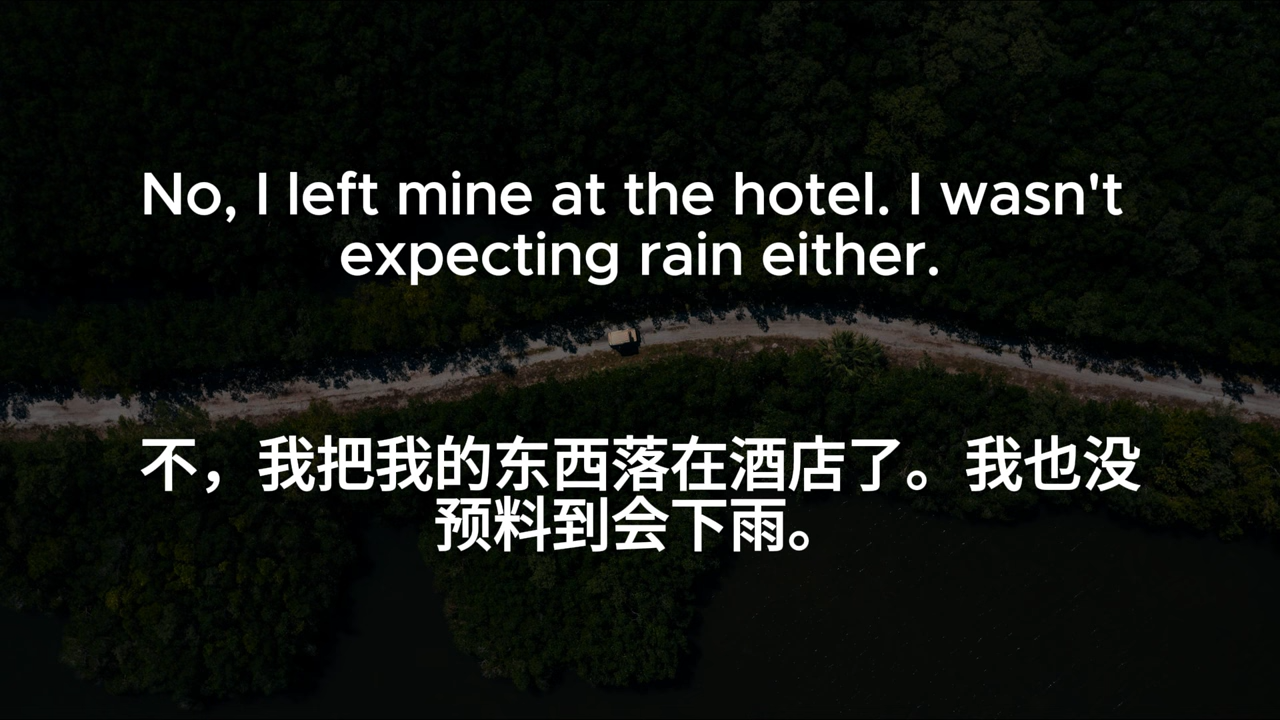 No, I left mine at the hotel. I wasn't
expecting rain either.
不，我把我的东西落在酒店了。我也没
预料到会下雨。